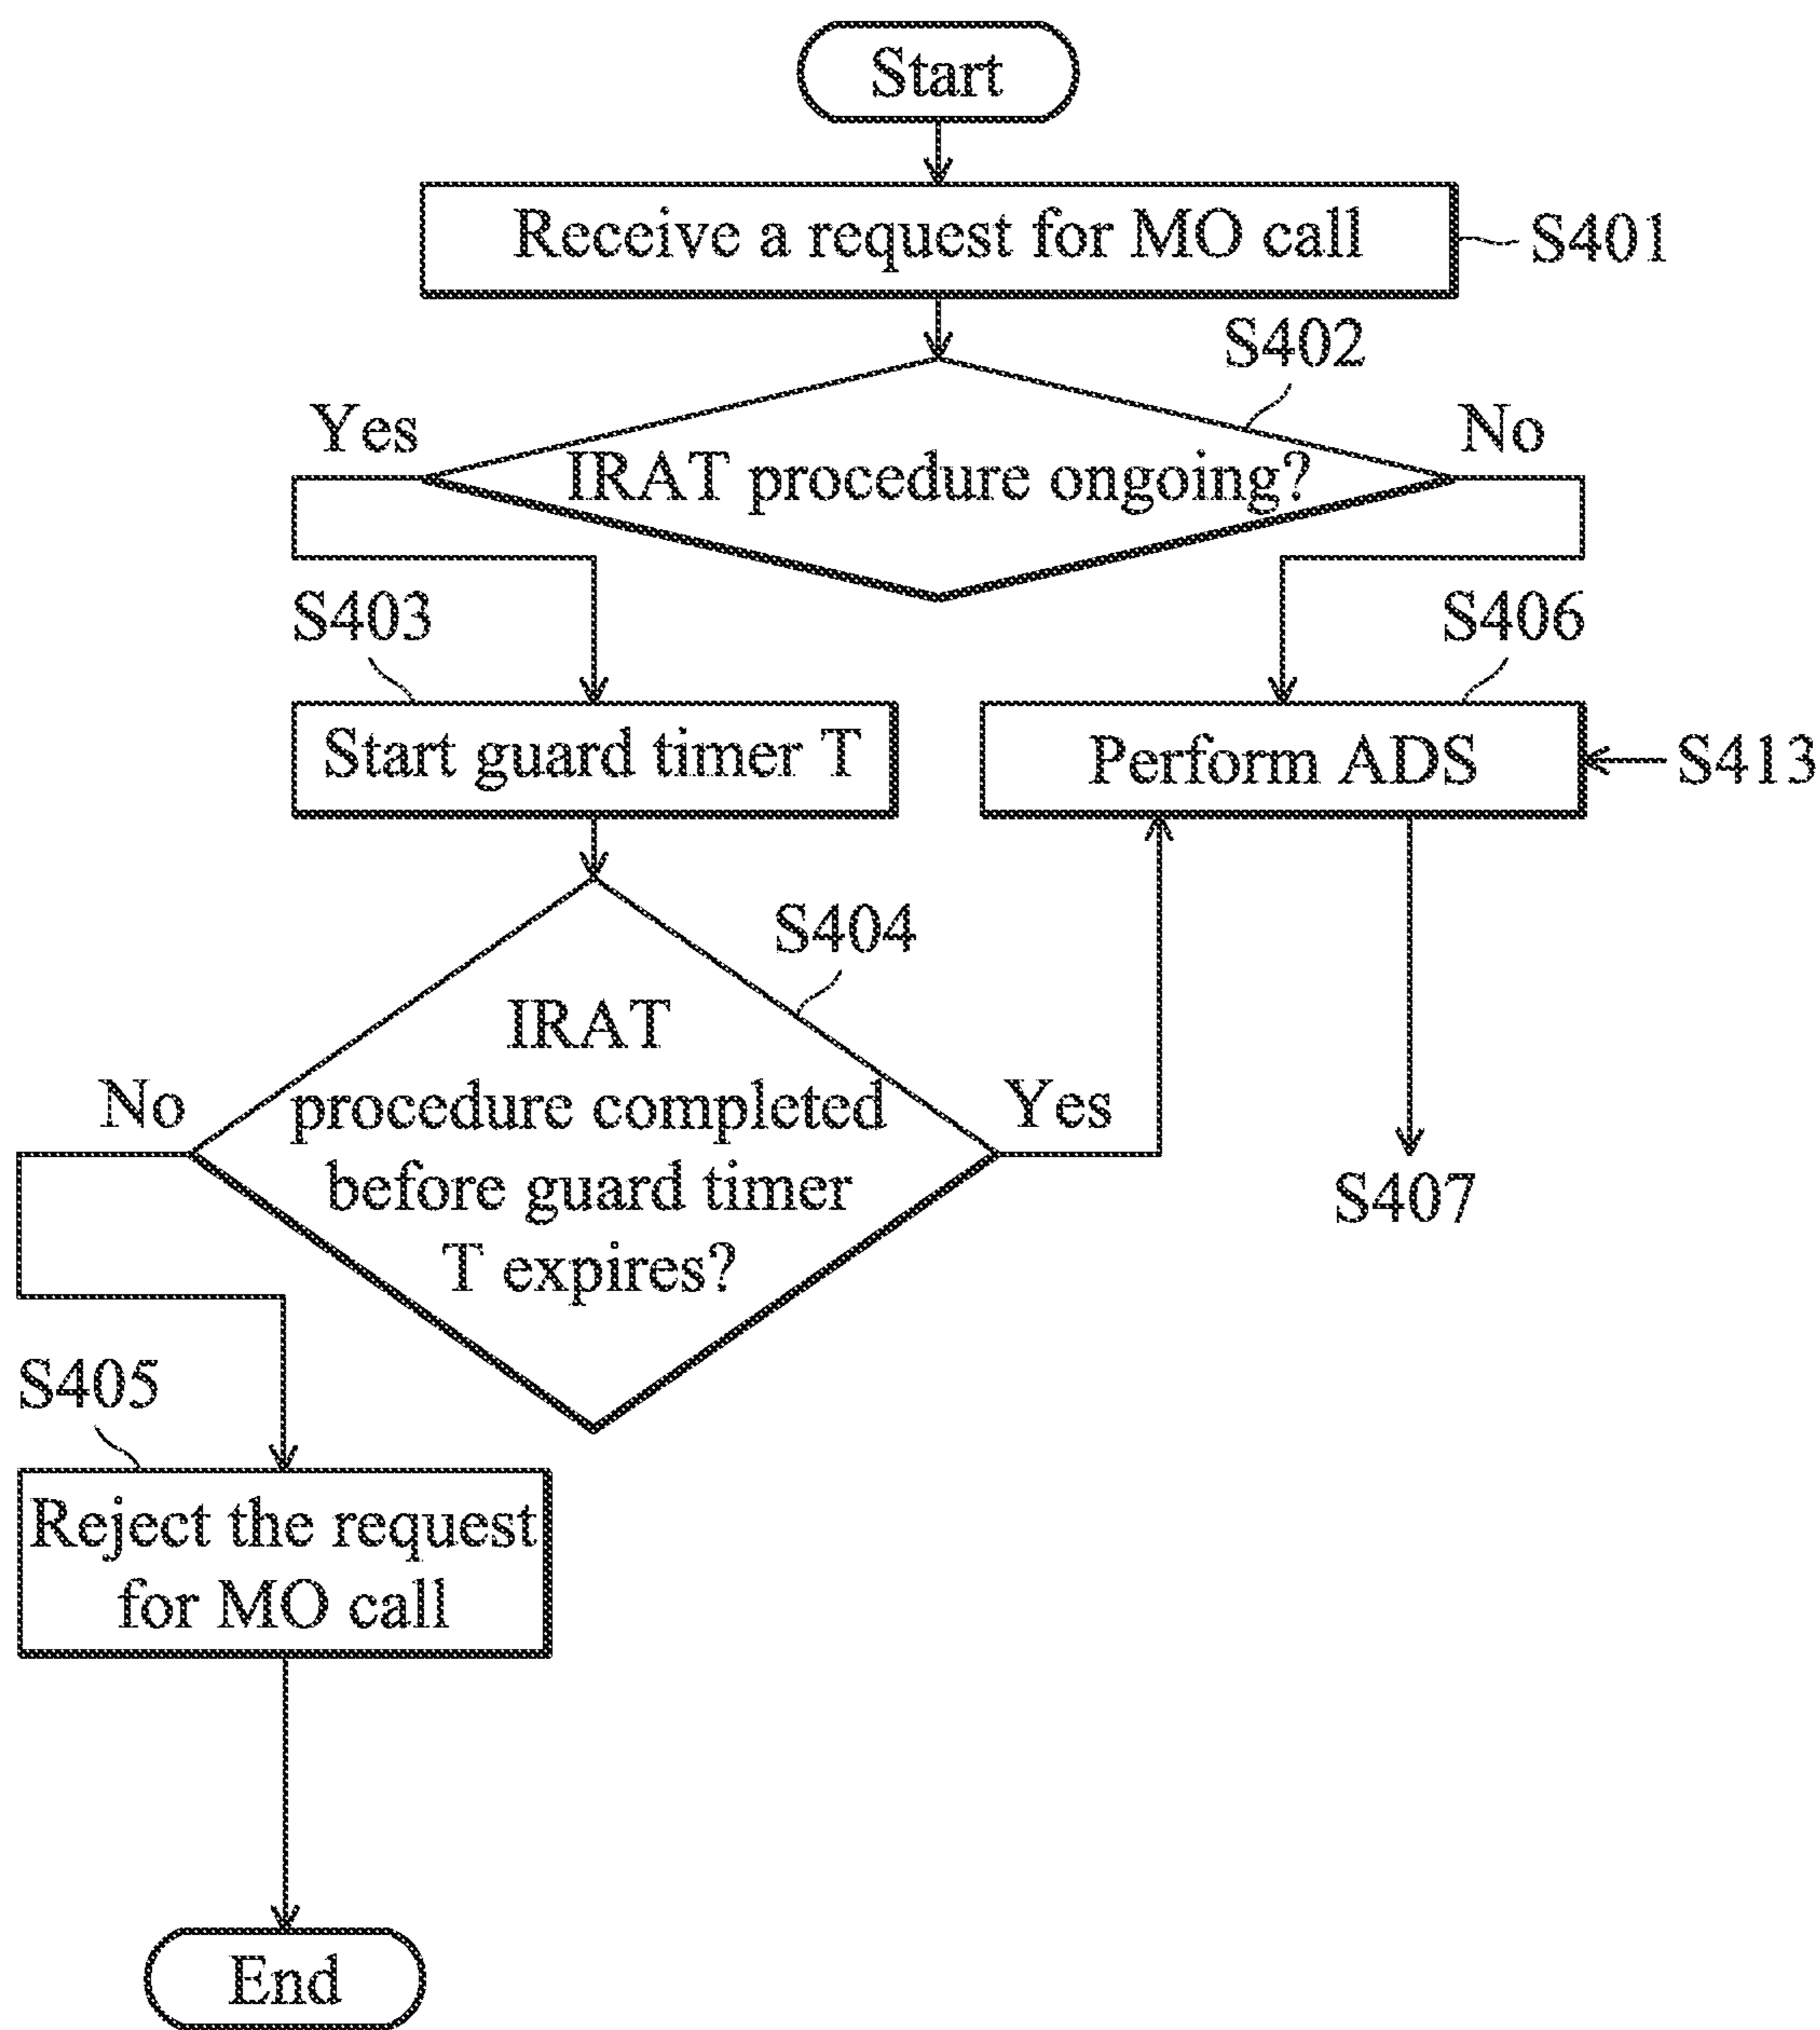 Start
Receive a request for MO call
S401
S402
Yes
No
IRAT procedure ongoing?
S403
S406
Start guard timer T
Perform ADS
S413
S404
IRAT
procedure completed
before guard timer
T expires?
No
Yes
S407
S405
Reject the request
for MO call
End